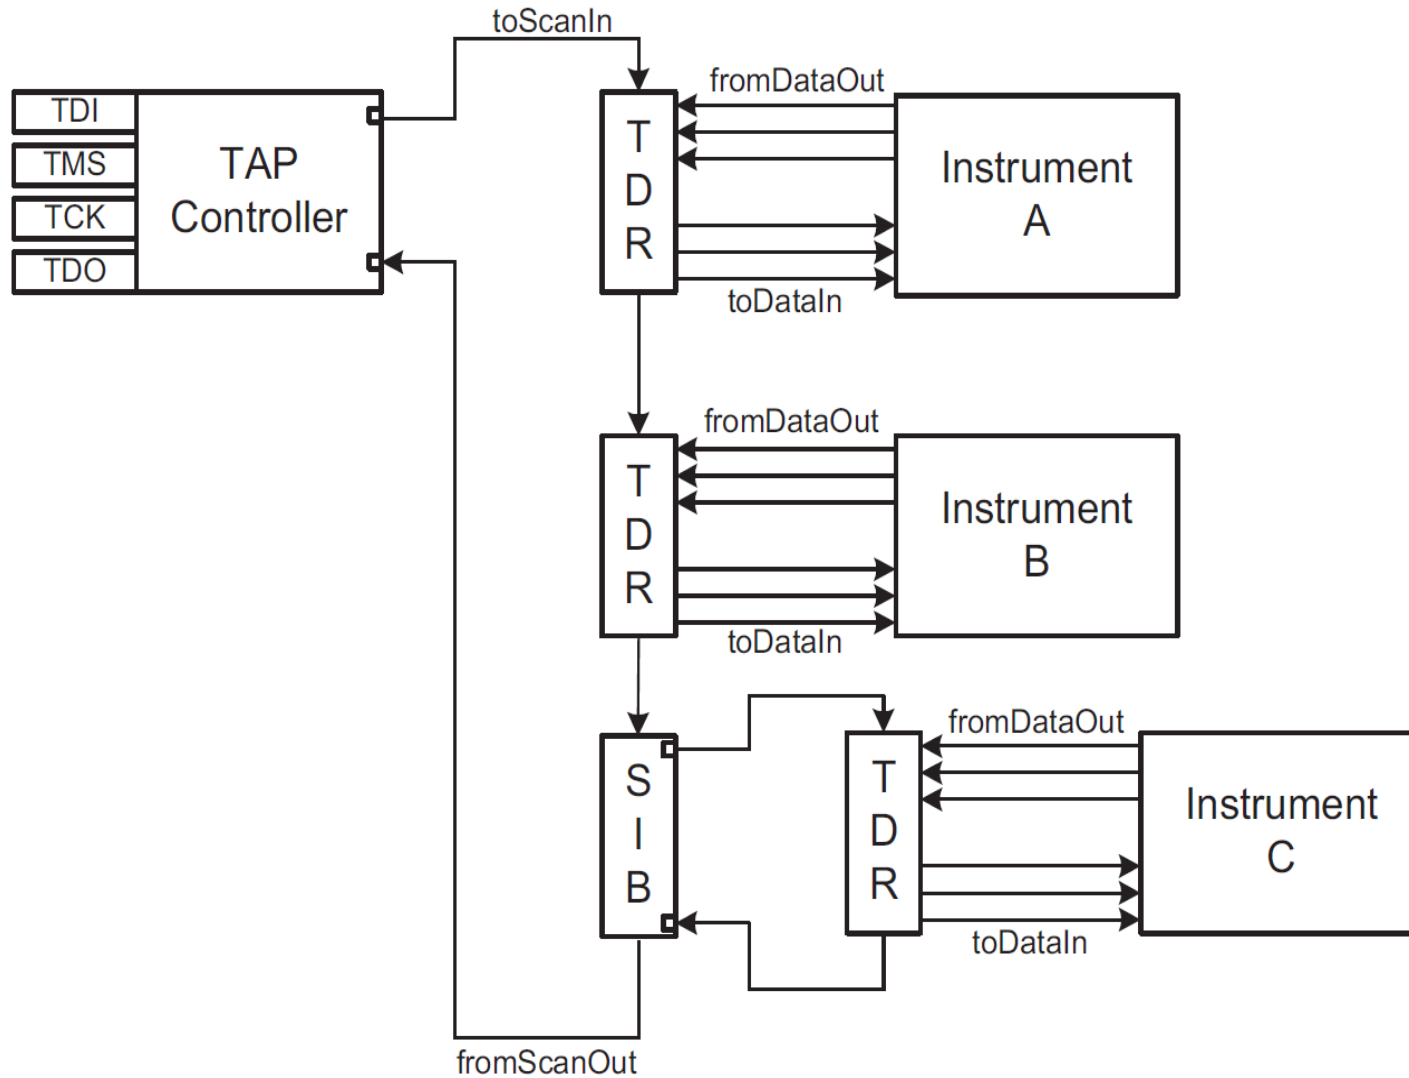 toScanIn
TDI
TMS
TCK
TDO
TAP
Controller
T
D
R
fromDataOut
toDataIn
Instrument
A
T
D
R
fromDataOut
toDataIn
Instrument
B
S
I
B
T
D
R
fromDataOut
toDataIn
Instrument
C
fromScanOut